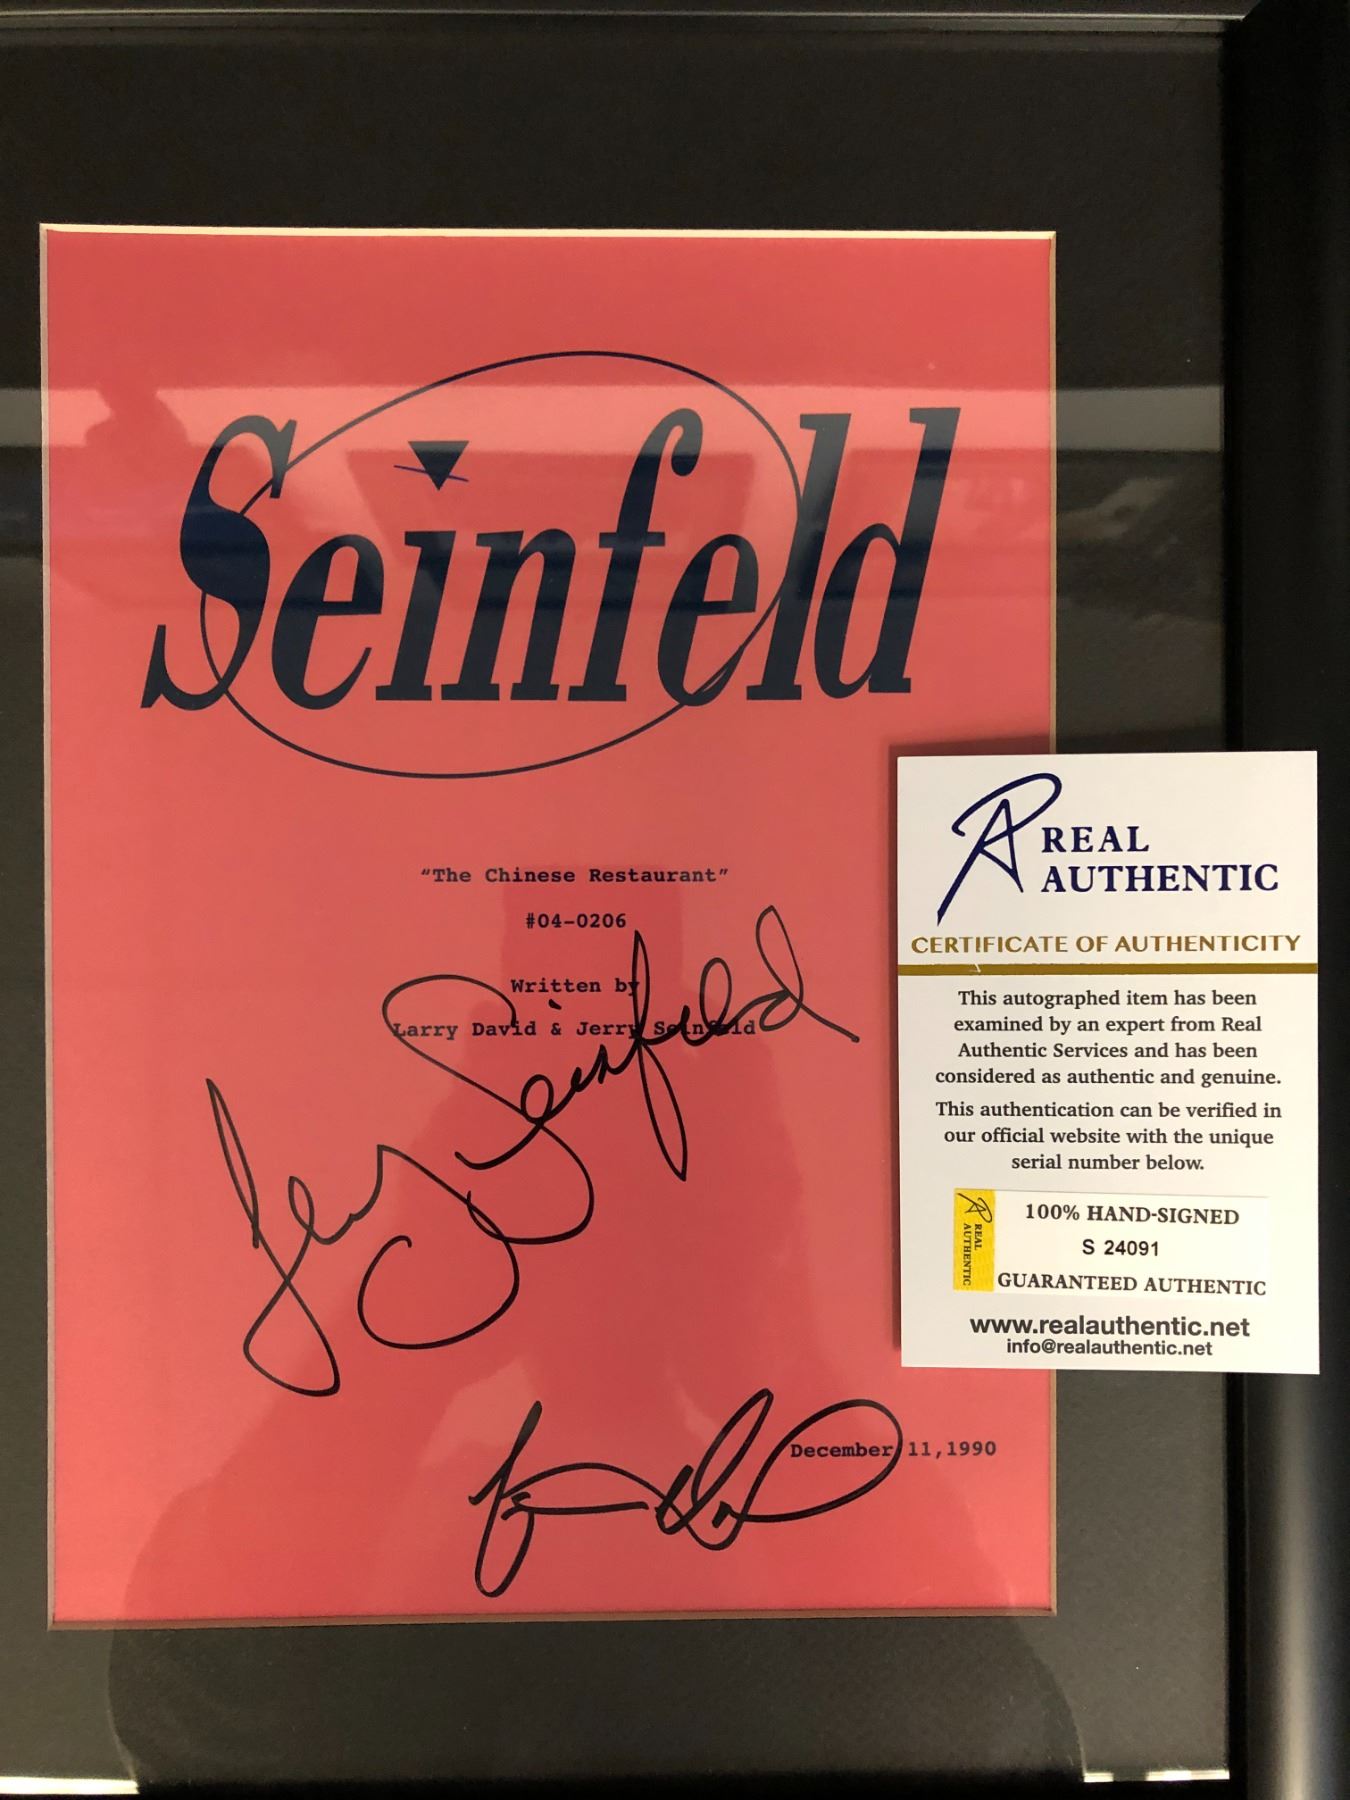 Seinfeld
“The Chinese Restaurant”
#04-0206
Written by
Larry David & Jerry Seinfeld
Jerry Seinfeld
December 11, 1990
REAL
AUTHENTIC
CERTIFICATE OF AUTHENTICITY
This autographed item has been
examined by an expert from Real
Authentic Services and has been
considered as authentic and genuine.
This authentication can be verified in
our official website with the unique
serial number below.
REAL
AUTHENTIC
100% HAND-SIGNED
S 24091
GUARANTEED AUTHENTIC
www.realauthentic.net
info@realauthentic.net